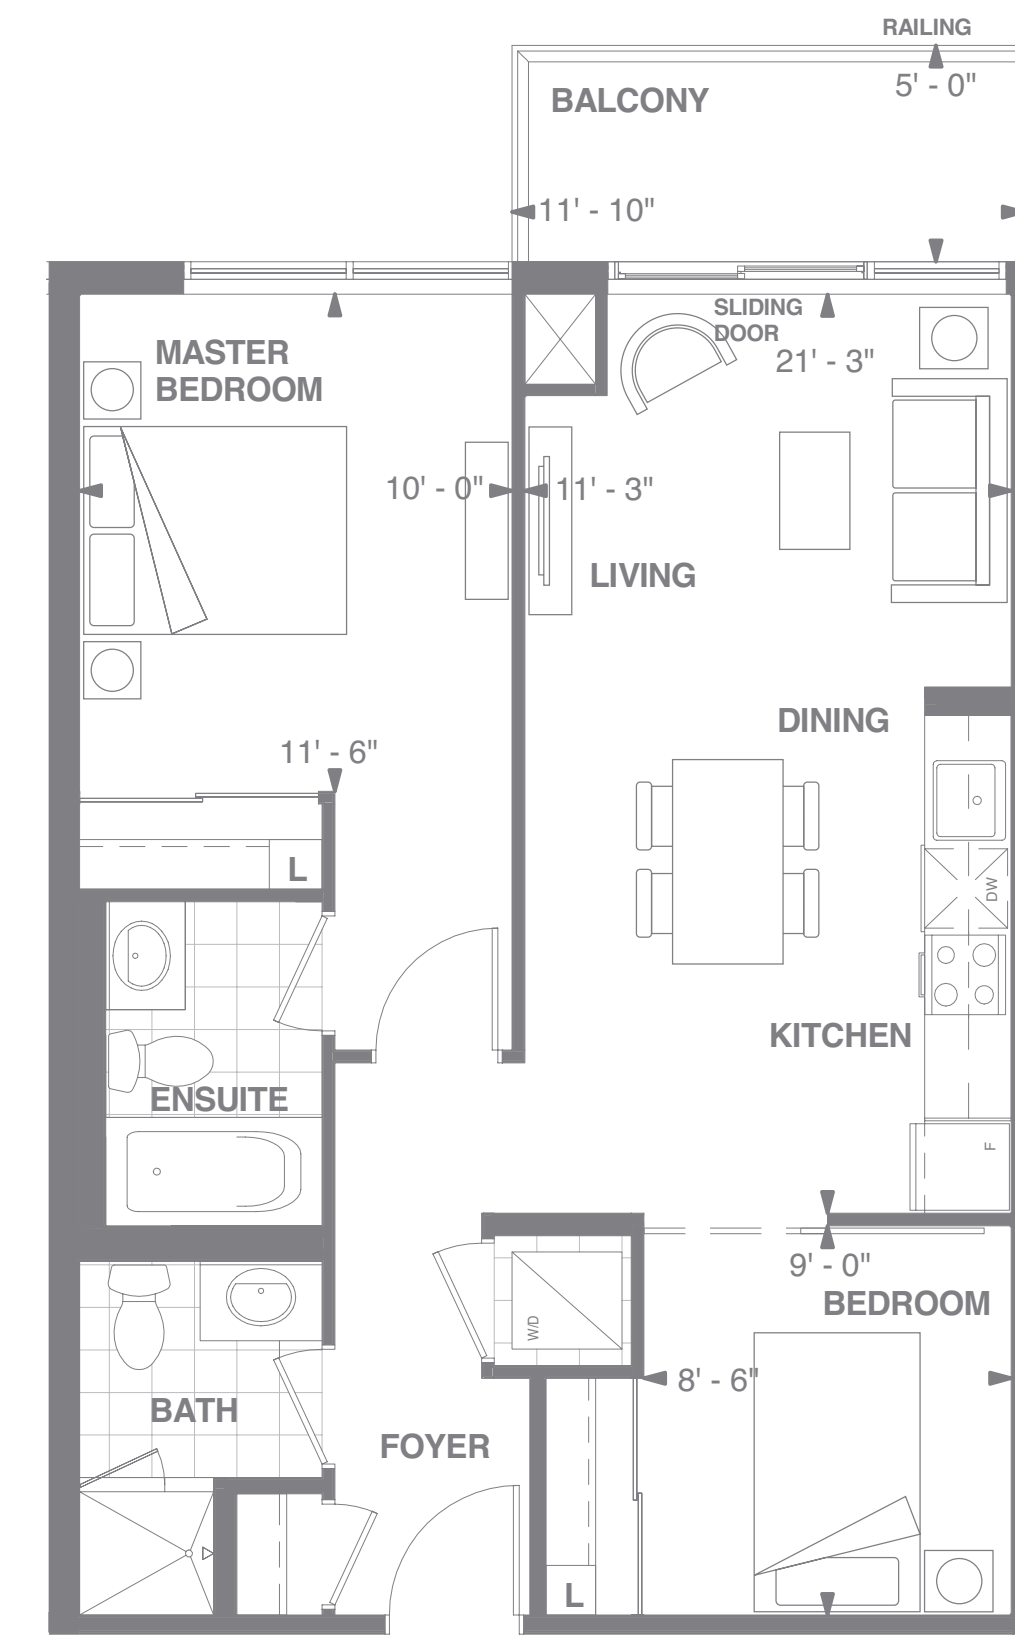 RAILING
5' - 0"
BALCONY
11' - 10"
SLIDING
DOOR
21' - 3"
MASTER
BEDROOM
10' - 0"
11' - 3"
LIVING
DINING
11' - 6"
L
DW
KITCHEN
ENSUITE
F
9' - 0"
BEDROOM
W/D
8' - 6"
BATH
FOYER
L